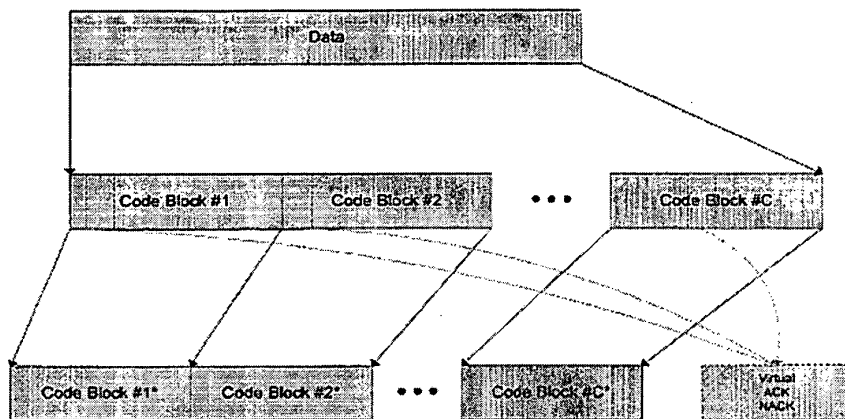 Data
Code Block #1 Code Block #2 • • • Code Block #C
Code Block #1* Code Block #2* • • • Code Block #C*
Virtual
ACK
NACK